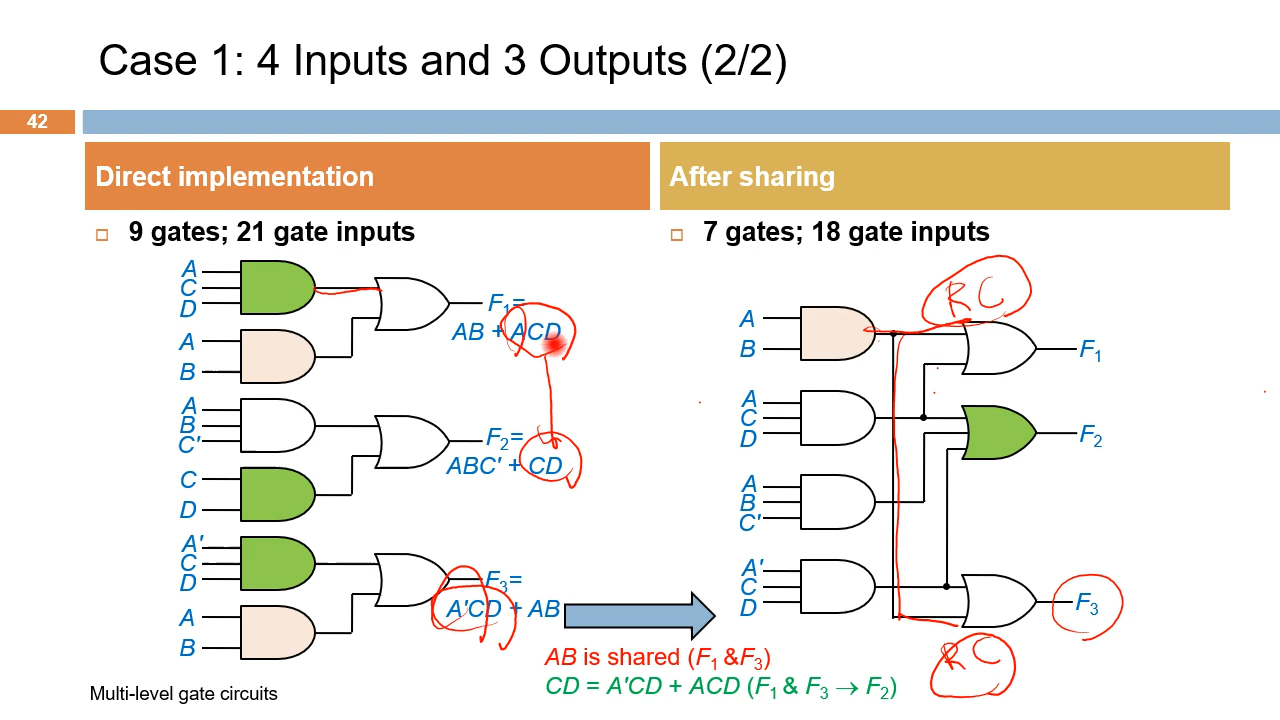 Case 1: 4 Inputs and 3 Outputs (2/2)
42
Direct implementation
9 gates; 21 gate inputs
A
C
D
A
B
F₁=
AB + ACD
A
B
C'
C
D
F₂=
ABC' + CD
A'
C
D
A
B
F₃=
A'CD + AB
After sharing
7 gates; 18 gate inputs
RC
A
B
F₁
A
C
D
F₂
A
B
C'
A'
C
D
F₃
RC
AB is shared (F₁ &F₃)
CD = A'CD + ACD (F₁ & F₃ → F₂)
Multi-level gate circuits